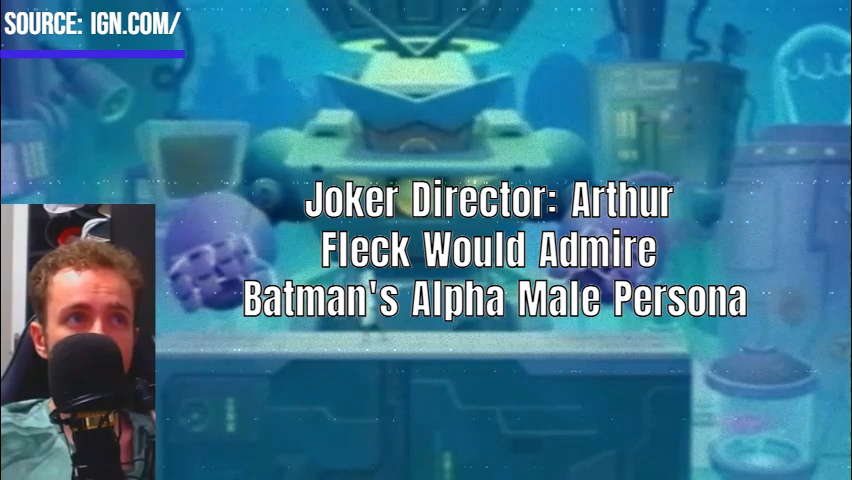 SOURCE: IGN.COM/
Joker Director: Arthur
Fleck Would Admire
Batman's Alpha Male Persona